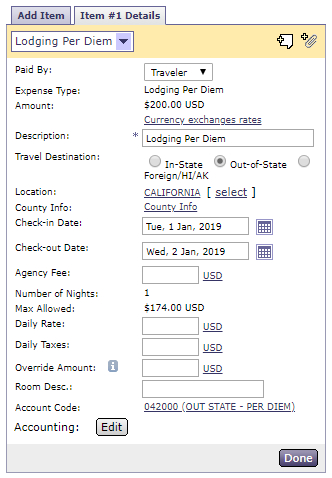 Add Item Item #1 Details
Lodging Per Diem
Paid By: Traveler
Expense Type: Lodging Per Diem
Amount: $200.00 USD
Currency exchanges rates
Description: * Lodging Per Diem
Travel Destination: In-State Out-of-State
Foreign/HI/AK
Location: CALIFORNIA [ select ]
County Info: County Info
Check-in Date: Tue, 1 Jan, 2019
Check-out Date: Wed, 2 Jan, 2019
Agency Fee: USD
Number of Nights: 1
Max Allowed: $174.00 USD
Daily Rate: USD
Daily Taxes: USD
Override Amount: i USD
Room Desc.:
Account Code: 042000 (OUT STATE - PER DIEM)
Accounting: Edit
Done